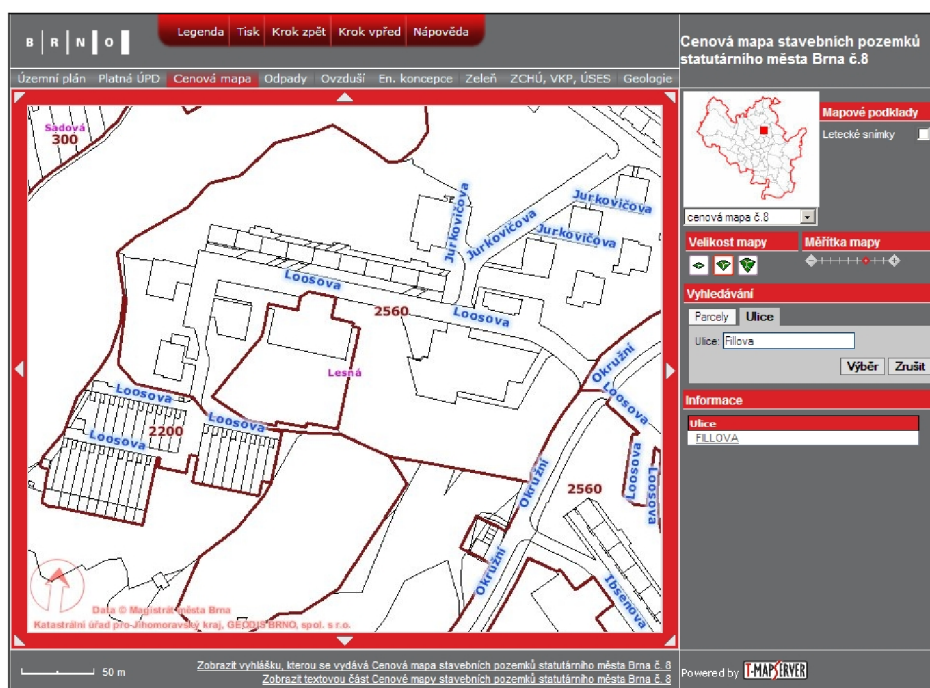 BRNO
Legenda Tisk Krok zpět Krok vpřed Nápověda
Cenová mapa stavebních pozemků
statutárního města Brna č.8
Územní plán Platná ÚPD Cenová mapa Odpady Ovzduší En. koncepce Zeleň ZCHÚ, VKP, ÚSES Geologie
Sadová
300
Jurkovičova
Jurkovičova
Jurkovičova
Jurkovičova
Loosova
2560
Loosova
Lesná
Okružní
Loosova
Loosova
Loosova
2200
Loosova
Loosova
Loosova
Okružní
2560
Okružní
Ibsenova
Data © Magistrát města Brna
Katastrální úřad pro Jihomoravský kraj, GEODIS BRNO, spol. s r.o.
Mapové podklady
Letecké snímky
cenová mapa č.8
Velikost mapy Měřítka mapy
Vyhledávání
Parcely Ulice
Ulice: Fillova
Výběr Zrušit
Informace
Ulice
FILLOVA
50 m
Zobrazit vyhlášku, kterou se vydává Cenová mapa stavebních pozemků statutárního města Brna č. 8
Zobrazit textovou část Cenové mapy stavebních pozemků statutárního města Brna č. 8
Powered by T-MAPSERVER